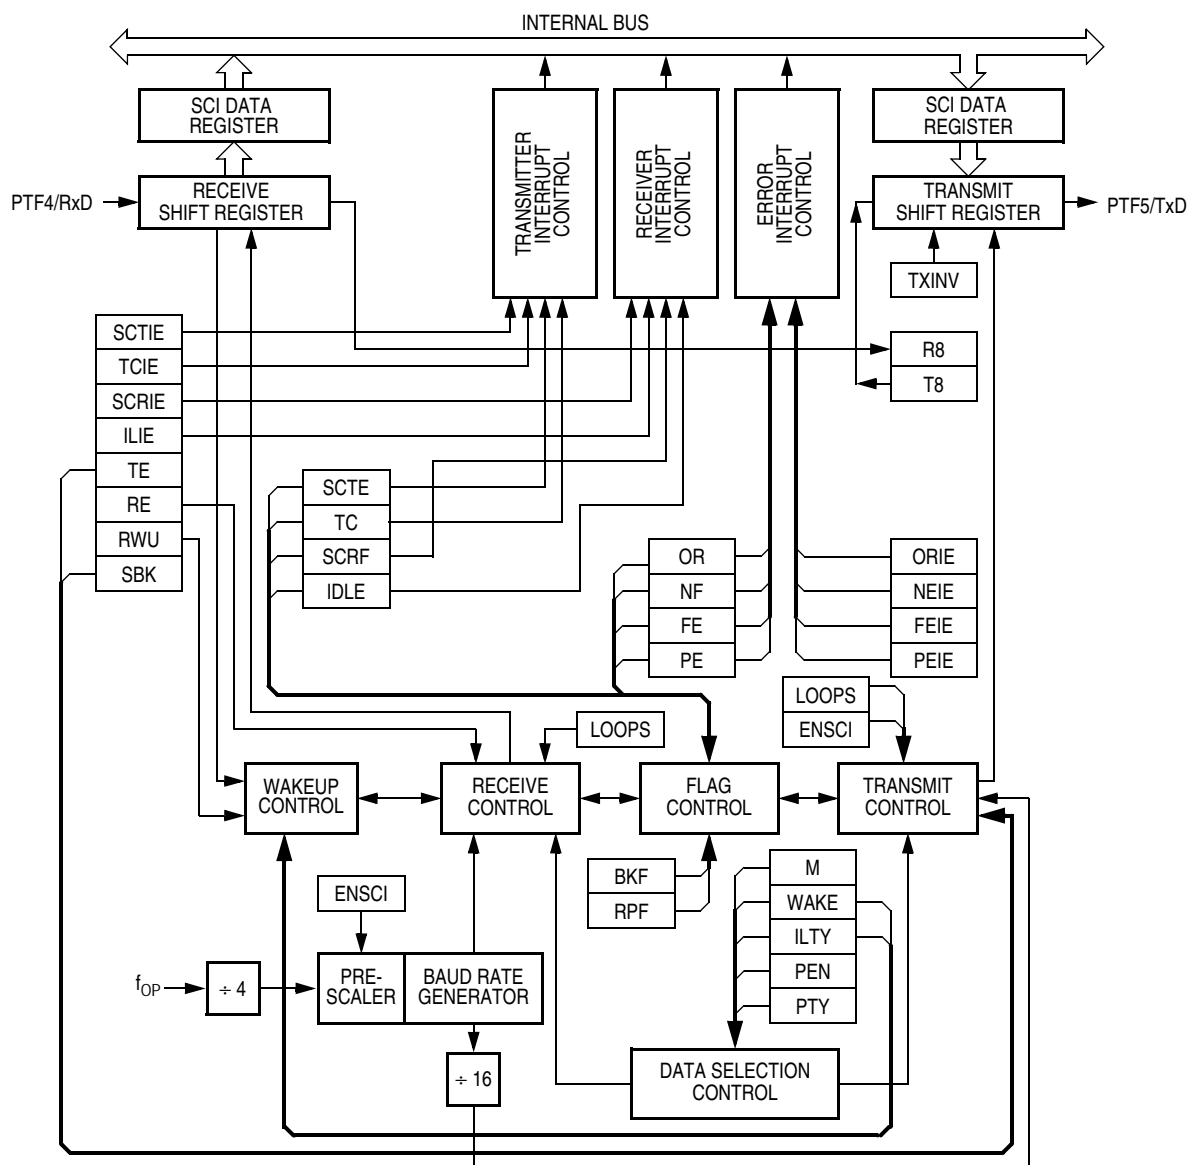 INTERNAL BUS
SCI DATA
REGISTER
TRANSMITTER
INTERRUPT
CONTROL
RECEIVER
INTERRUPT
CONTROL
ERROR
INTERRUPT
CONTROL
SCI DATA
REGISTER
PTF4/RxD
RECEIVE
SHIFT REGISTER
TRANSMIT
SHIFT REGISTER
PTF5/TxD
TXINV
SCTIE
TCIE
SCRIE
ILIE
TE
RE
RWU
SBK
R8
T8
SCTE
TC
SCRF
IDLE
OR
NF
FE
PE
ORIE
NEIE
FEIE
PEIE
LOOPS
LOOPS
ENSCI
WAKEUP
CONTROL
RECEIVE
CONTROL
FLAG
CONTROL
TRANSMIT
CONTROL
ENSCI
BKF
RPF
M
WAKE
ILTY
PEN
PTY
fOP
÷ 4
PRE-
SCALER
BAUD RATE
GENERATOR
÷ 16
DATA SELECTION
CONTROL